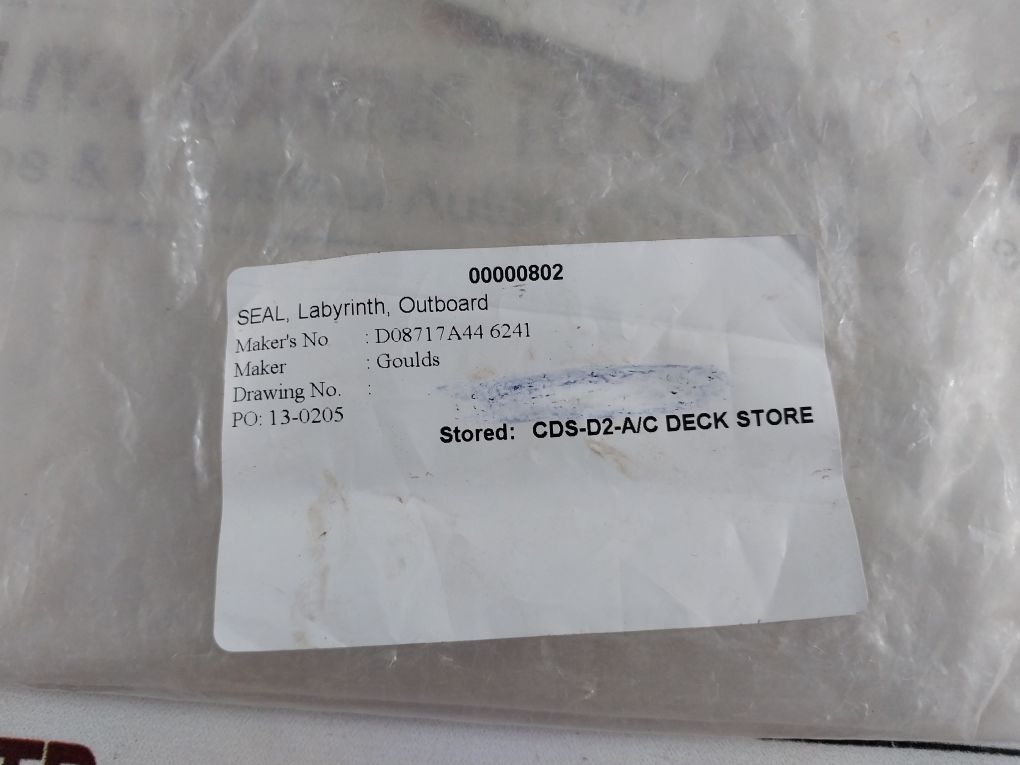 00000802
SEAL, Labyrinth, Outboard
Maker's No : D08717A44 6241
Maker : Goulds
Drawing No. :
PO: 13-0205
Stored: CDS-D2-A/C DECK STORE